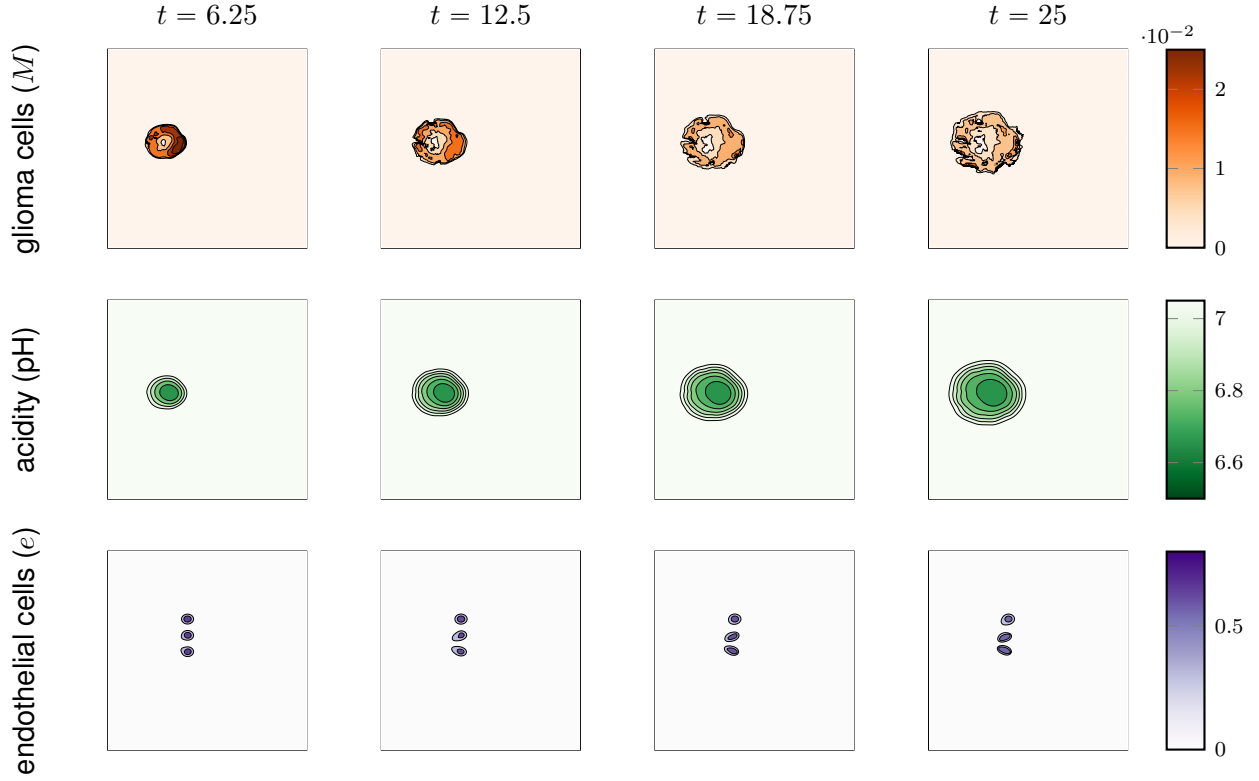 t = 6.25
t = 12.5
t = 18.75
t = 25
glioma cells (M)
·10⁻²
2
1
0
acidity (pH)
7
6.8
6.6
endothelial cells (e)
0.5
0